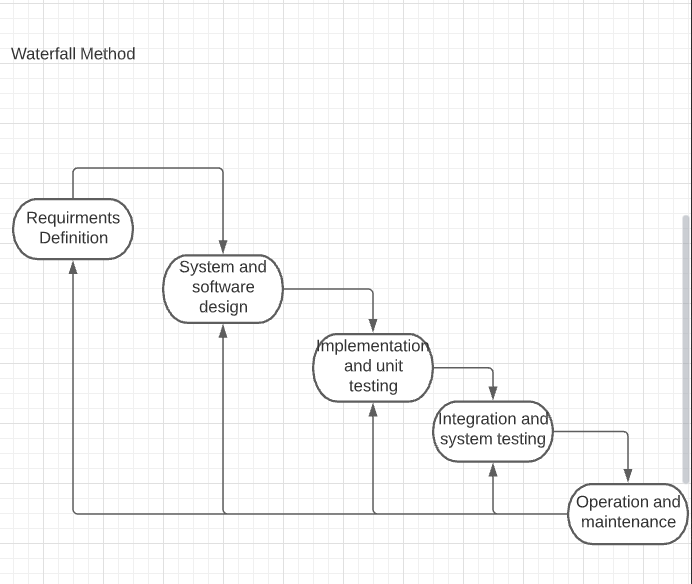 Waterfall Method
Requirments
Definition
System and
software
design
Implementation
and unit
testing
Integration and
system testing
Operation and
maintenance